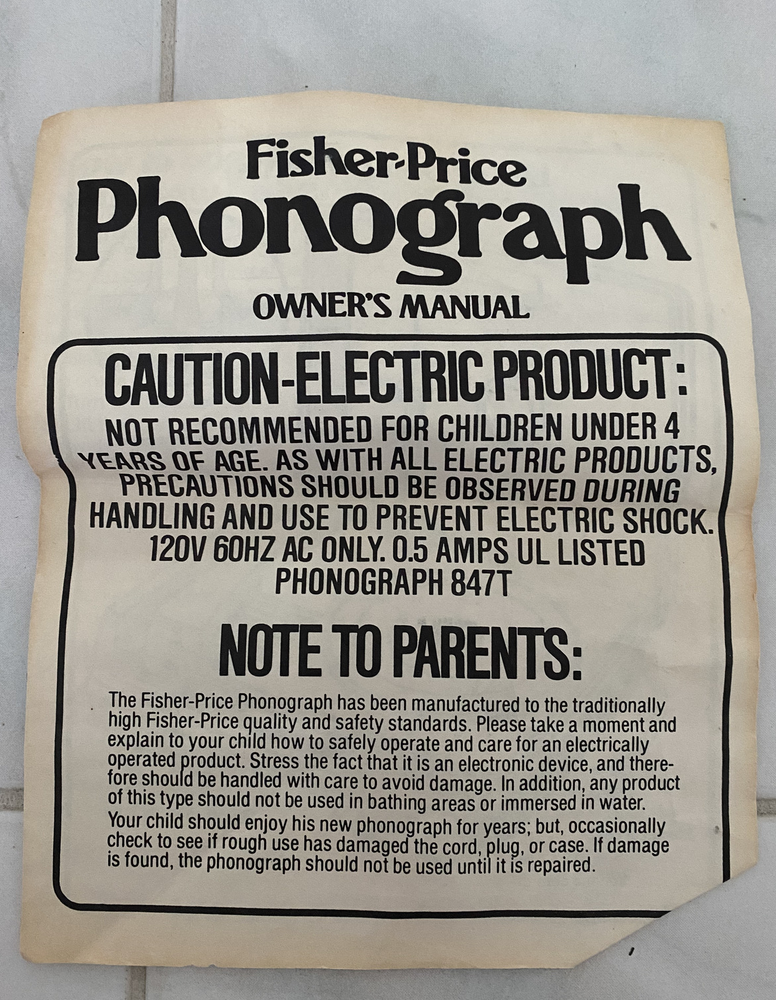 Fisher-Price
Phonograph
OWNER'S MANUAL
CAUTION-ELECTRIC PRODUCT:
NOT RECOMMENDED FOR CHILDREN UNDER 4
YEARS OF AGE. AS WITH ALL ELECTRIC PRODUCTS,
PRECAUTIONS SHOULD BE OBSERVED DURING
HANDLING AND USE TO PREVENT ELECTRIC SHOCK.
120V 60HZ AC ONLY. 0.5 AMPS UL LISTED
PHONOGRAPH 847T
NOTE TO PARENTS:
The Fisher-Price Phonograph has been manufactured to the traditionally
high Fisher-Price quality and safety standards. Please take a moment and
explain to your child how to safely operate and care for an electrically
operated product. Stress the fact that it is an electronic device, and there-
fore should be handled with care to avoid damage. In addition, any product
of this type should not be used in bathing areas or immersed in water.
Your child should enjoy his new phonograph for years; but, occasionally
check to see if rough use has damaged the cord, plug, or case. If damage
is found, the phonograph should not be used until it is repaired.